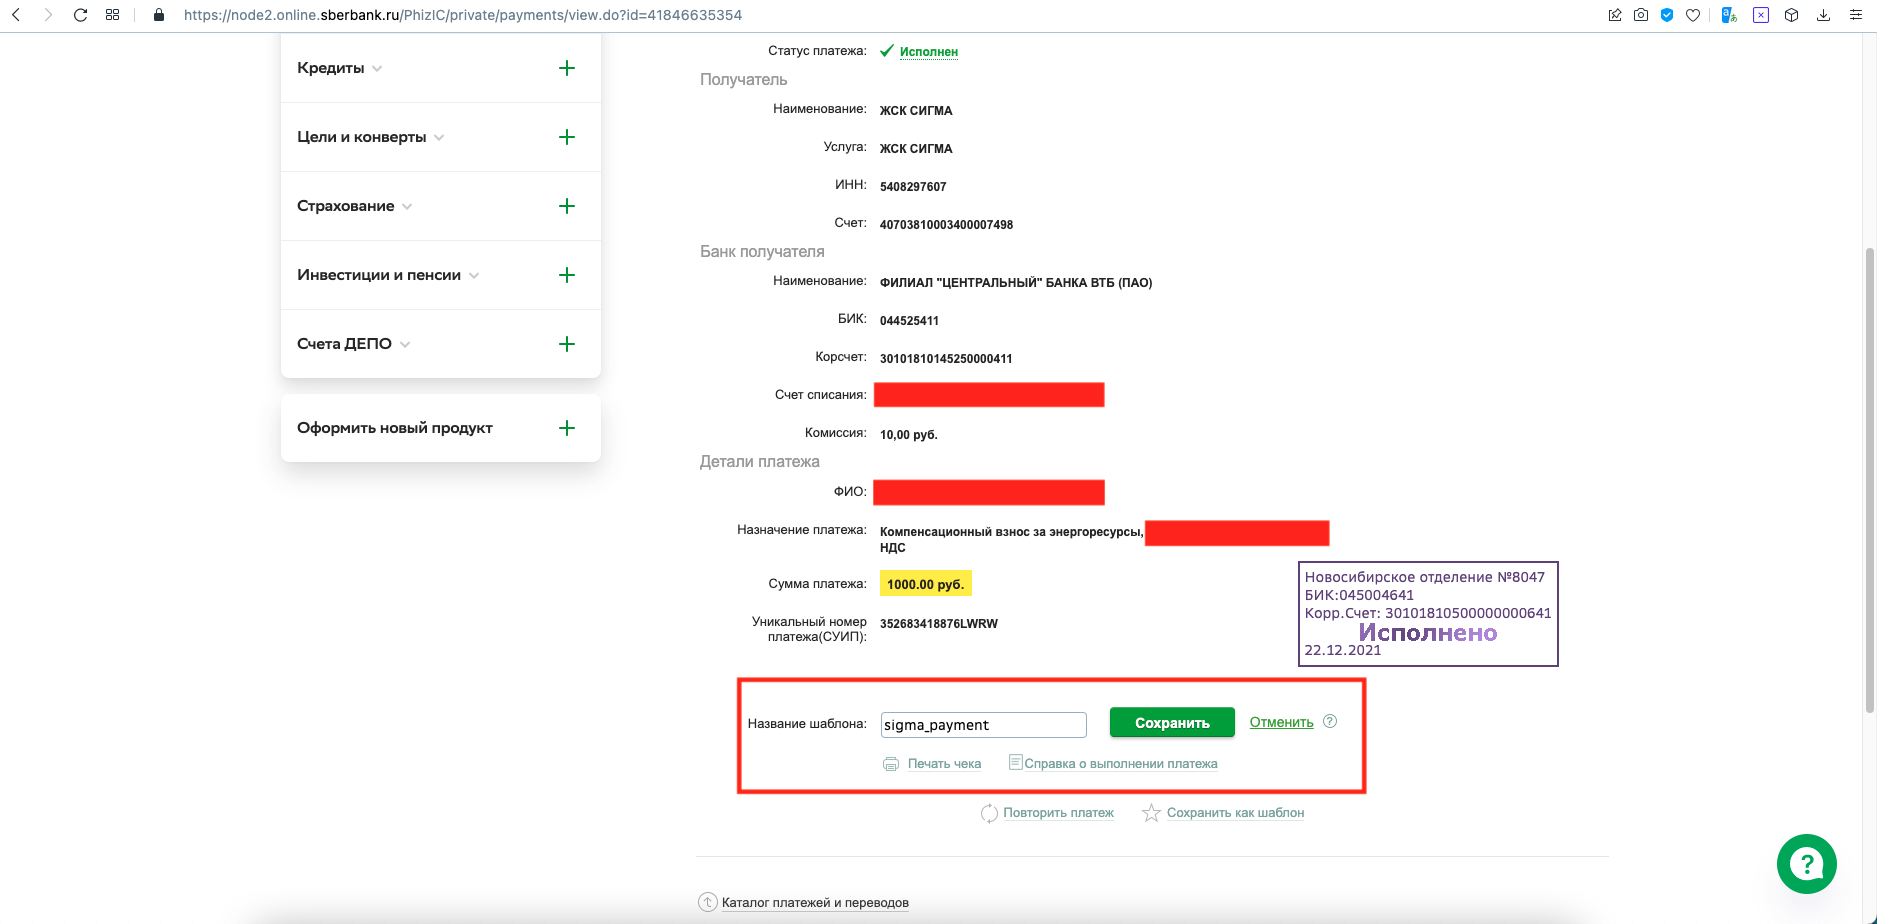 https://node2.online.sberbank.ru/PhizIC/private/payments/view.do?id=41846635354
Кредиты
Цели и конверты
Страхование
Инвестиции и пенсии
Счета ДЕПО
Оформить новый продукт
Статус платежа: Исполнен
Получатель
Наименование: ЖСК СИГМА
Услуга: ЖСК СИГМА
ИНН: 5408297607
Счет: 40703810003400007498
Банк получателя
Наименование: ФИЛИАЛ "ЦЕНТРАЛЬНЫЙ" БАНКА ВТБ (ПАО)
БИК: 044525411
Корсчет: 30101810145250000411
Счет списания:
Комиссия: 10,00 руб.
Детали платежа
ФИО:
Назначение платежа: Компенсационный взнос за энергоресурсы,
НДС
Сумма платежа: 1000.00 руб.
Уникальный номер
платежа(СУИП): 352683418876LWRW
Новосибирское отделение №8047
БИК:045004641
Корр.Счет: 30101810500000000641
Исполнено
22.12.2021
Название шаблона: sigma_payment Сохранить Отменить ?
Печать чека Справка о выполнении платежа
Повторить платеж Сохранить как шаблон
Каталог платежей и переводов